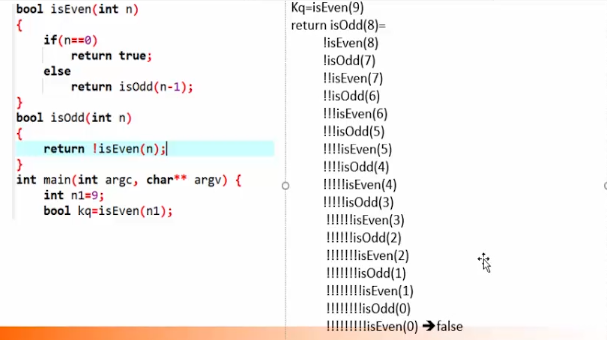 bool isEven(int n)
{
if(n==0)
return true;
else
return isOdd(n-1);
}
bool isOdd(int n)
{
return !isEven(n);
}
int main(int argc, char** argv) {
int n1=9;
bool kq=isEven(n1);
Kq=isEven(9)
return isOdd(8)=
!isEven(8)
!isOdd(7)
!!isEven(7)
!!isOdd(6)
!!!isEven(6)
!!!isOdd(5)
!!!!isEven(5)
!!!!isOdd(4)
!!!!!isEven(4)
!!!!!isOdd(3)
!!!!!!isEven(3)
!!!!!!isOdd(2)
!!!!!!!isEven(2)
!!!!!!!isOdd(1)
!!!!!!!!isEven(1)
!!!!!!!!isOdd(0)
!!!!!!!!!isEven(0) ➔false